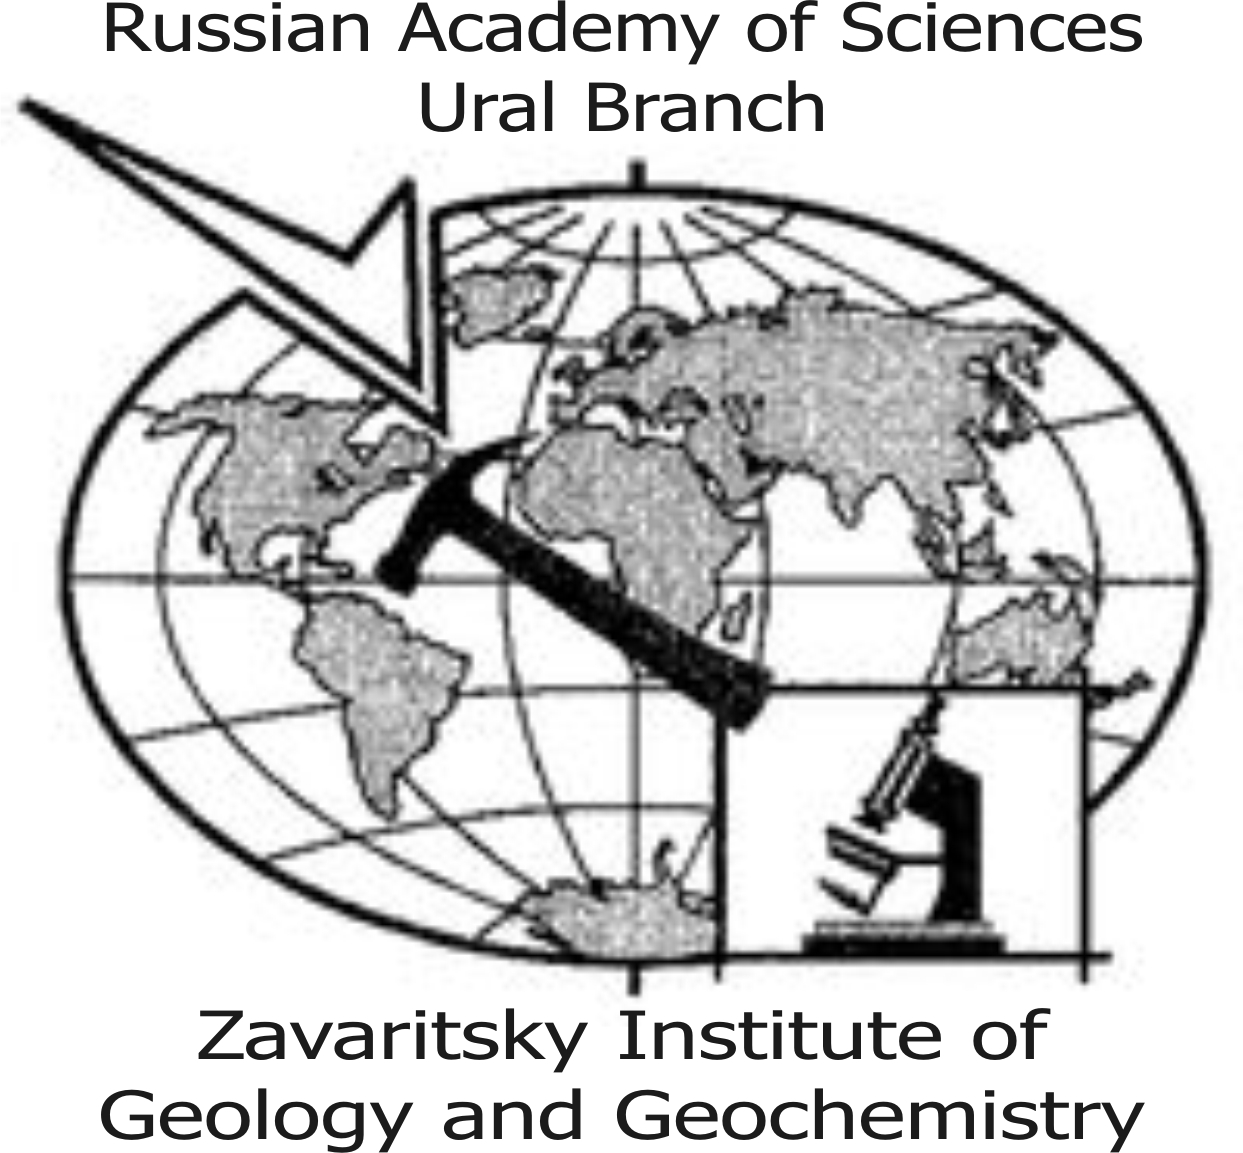 Russian Academy of Sciences
Ural Branch
Zavaritsky Institute of
Geology and Geochemistry